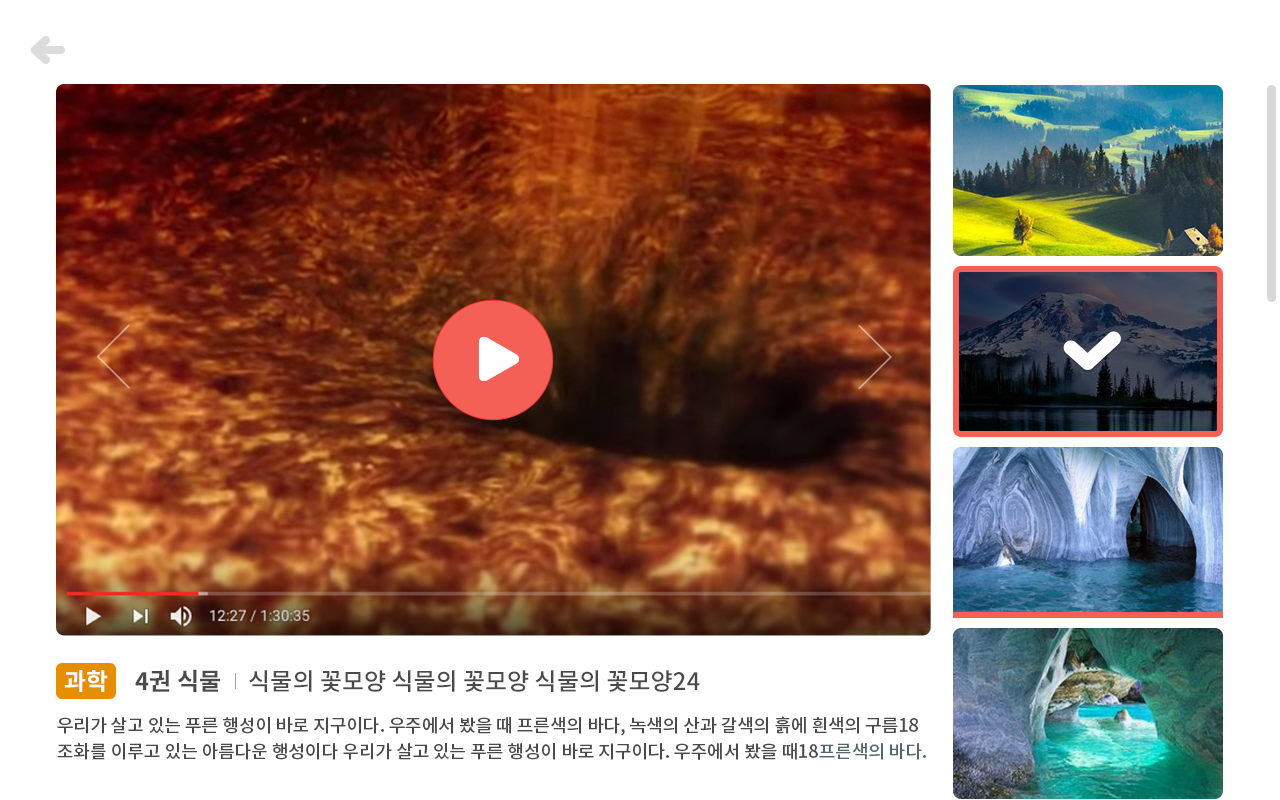 12:27 / 1:30:35
과학 4권 식물 식물의 꽃모양 식물의 꽃모양 식물의 꽃모양24
우리가 살고 있는 푸른 행성이 바로 지구이다. 우주에서 봤을 때 프른색의 바다, 녹색의 산과 갈색의 흙에 흰색의 구름18
조화를 이루고 있는 아름다운 행성이다 우리가 살고 있는 푸른 행성이 바로 지구이다. 우주에서 봤을 때18프른색의 바다.